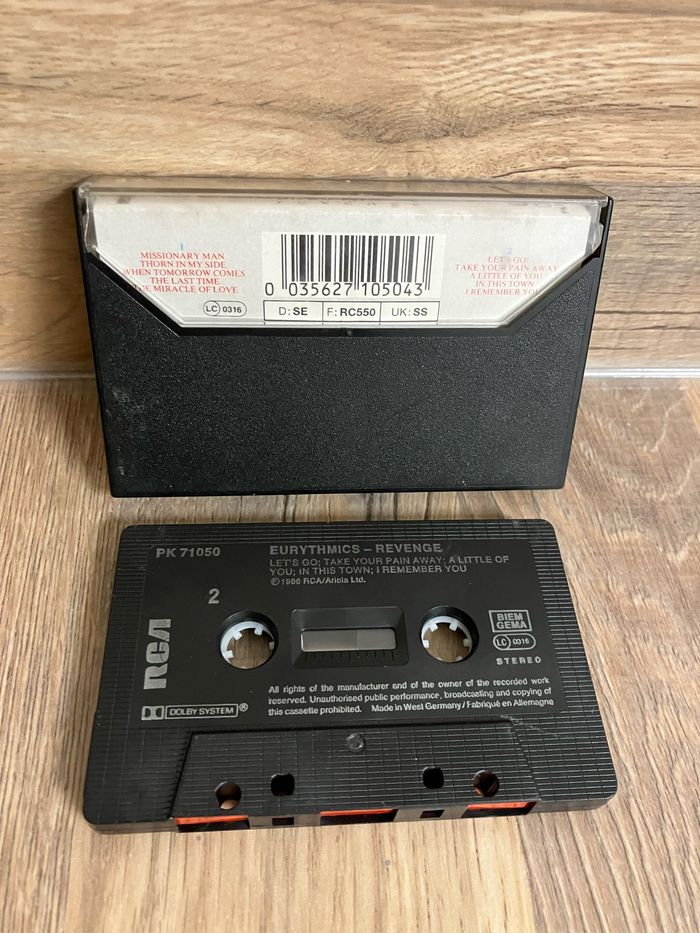 1
MISSIONARY MAN
THORN IN MY SIDE
WHEN TOMORROW COMES
THE LAST TIME
MIRACLE OF LOVE
LC 0316
0 035627 105043
D: SE F: RC550 UK: SS
2
LET'S GO!
TAKE YOUR PAIN AWAY
A LITTLE OF YOU
IN THIS TOWN
I REMEMBER YOU
PK 71050
EURYTHMICS – REVENGE
LET'S GO; TAKE YOUR PAIN AWAY; A LITTLE OF
YOU; IN THIS TOWN; I REMEMBER YOU
℗1986 RCA/Ariola Ltd.
2
RCA
BIEM
GEMA
LC 0316
STEREO
All rights of the manufacturer and of the owner of the recorded work
reserved. Unauthorised public performance, broadcasting and copying of
this cassette prohibited. Made in West Germany / Fabriqué en Allemagne
DOLBY SYSTEM®